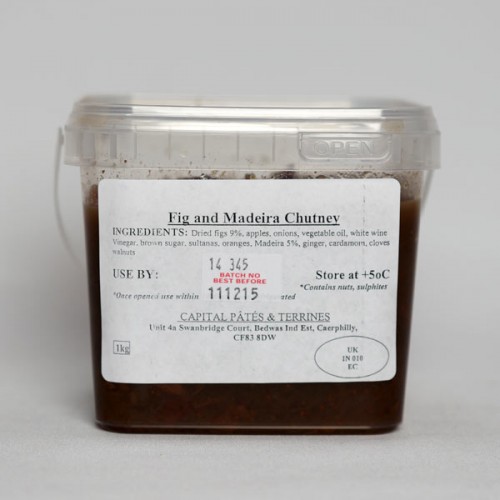 OPEN
Fig and Madeira Chutney
INGREDIENTS: Dried figs 9%, apples, onions, vegetable oil, white wine
Vinegar, brown sugar, sultanas, oranges, Madeira 5%, ginger, cardamom, cloves
walnuts
14 345
USE BY: BATCH NO Store at +5oC
BEST BEFORE *Contains nuts, sulphites
*Once opened use within 111215 ated
CAPITAL PÂTÉS & TERRINES
Unit 4a Swanbridge Court, Bedwas Ind Est, Caerphilly,
CF83 8DW
1kg
UK
IN 010
EC